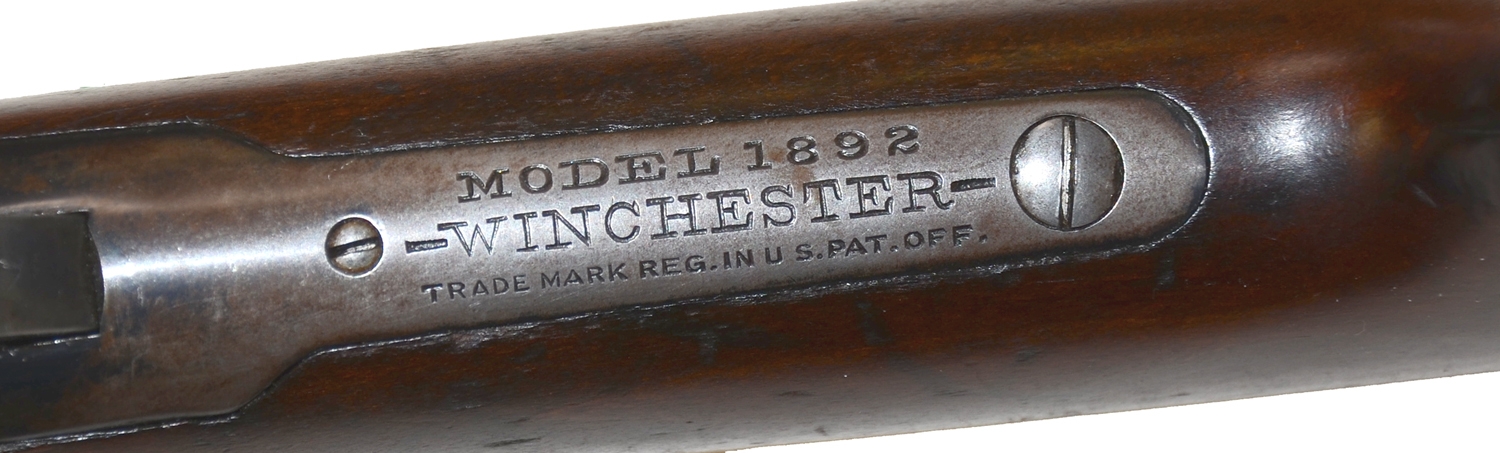 MODEL 1892
-WINCHESTER-
TRADE MARK REG. IN U S. PAT. OFF.